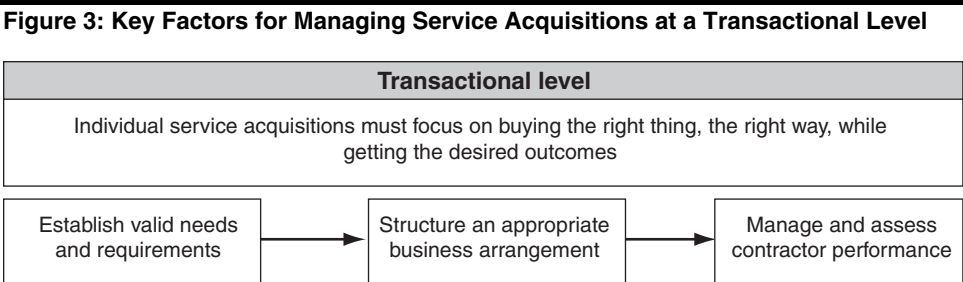 Figure 3: Key Factors for Managing Service Acquisitions at a Transactional Level
Transactional level
Individual service acquisitions must focus on buying the right thing, the right way, while
getting the desired outcomes
Establish valid needs
and requirements
Structure an appropriate
business arrangement
Manage and assess
contractor performance